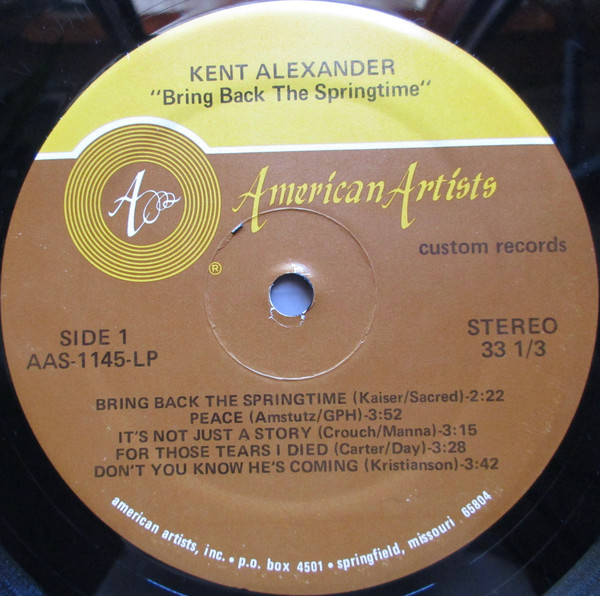 KENT ALEXANDER
"Bring Back The Springtime"
A
American Artists
®
custom records
SIDE 1
AAS-1145-LP
STEREO
33 1/3
BRING BACK THE SPRINGTIME (Kaiser/Sacred)-2:22
PEACE (Amstutz/GPH)-3:52
IT'S NOT JUST A STORY (Crouch/Manna)-3:15
FOR THOSE TEARS I DIED (Carter/Day)-3:28
DON'T YOU KNOW HE'S COMING (Kristianson)-3:42
american artists, inc. • p.o. box 4501 • springfield, missouri 65804